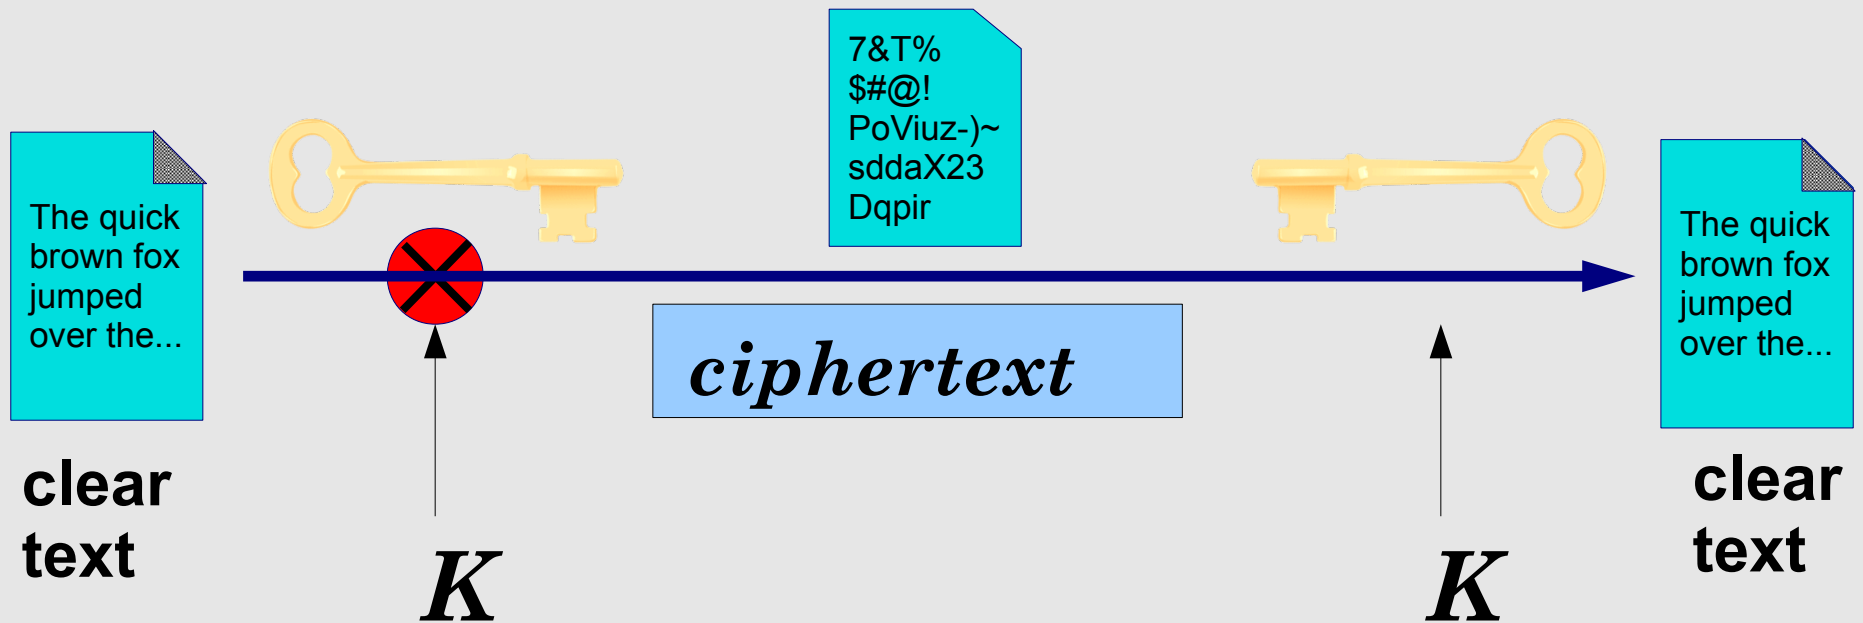 The quick
brown fox
jumped
over the...
clear
text
K
7&T%
$#@!
PoViuz-)~
sddaX23
Dqpir
ciphertext
K
The quick
brown fox
jumped
over the...
clear
text